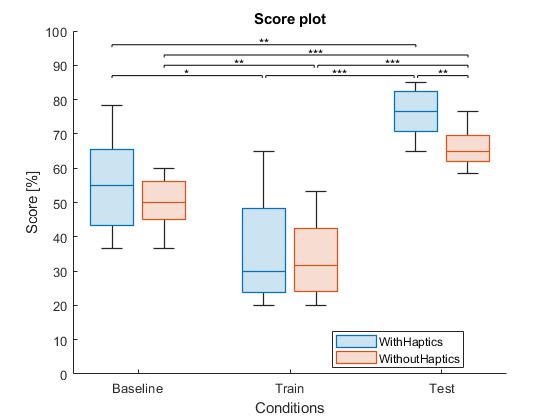 Score plot
**
***
** ***
* *** **
100
90
80
70
60
50
40
30
20
10
0
Score [%]
WithHaptics
WithoutHaptics
Baseline Train Test
Conditions